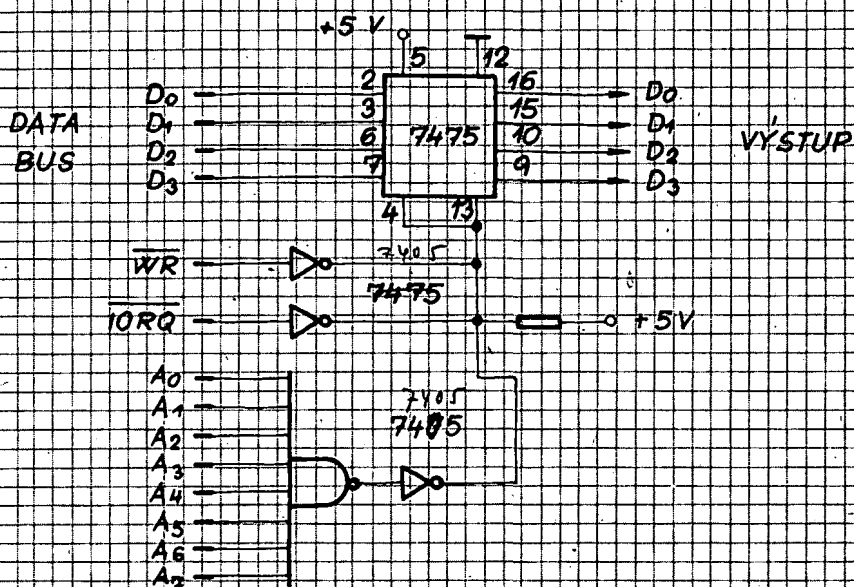 +5 V
5
12
2
16
D0
D0
3
15
DATA
D1
D1
6
7475
10
VÝSTUP
BUS
D2
D2
7
9
D3
D3
4
13
WR
7405
7475
IORQ
+5V
A0
A1
7405
A2
A3
A4
A5
A6
A7